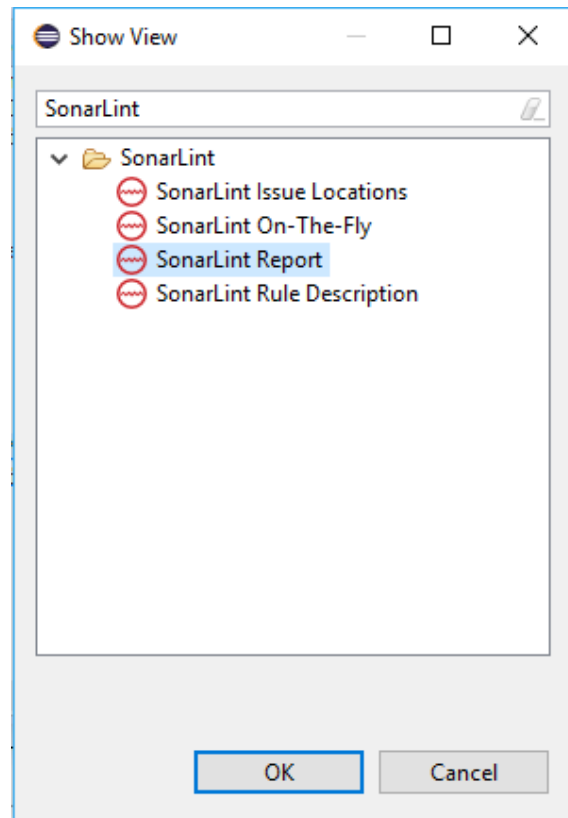 Show View
SonarLint
SonarLint
SonarLint Issue Locations
SonarLint On-The-Fly
SonarLint Report
SonarLint Rule Description
OK
Cancel